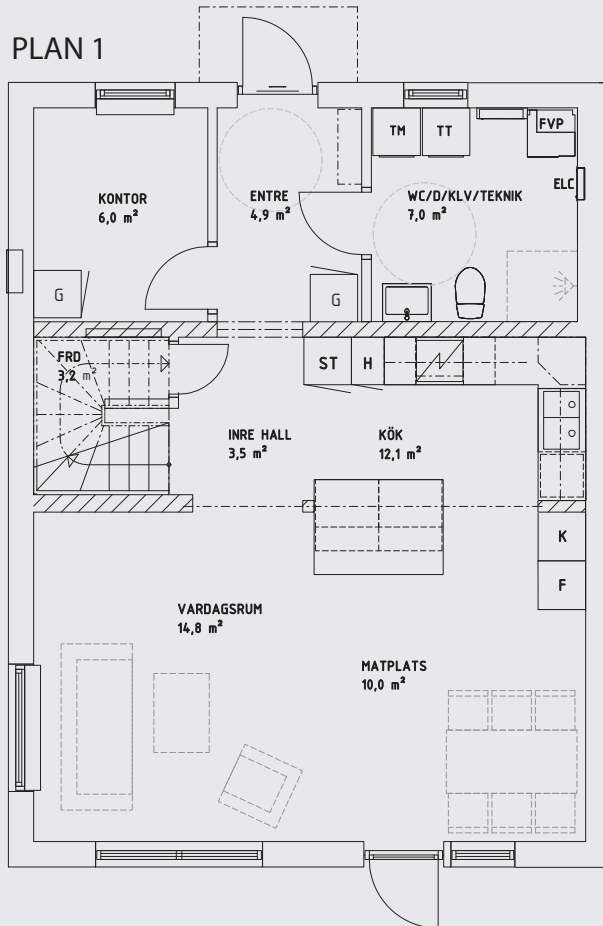 PLAN 1
TM
TT
FVP
ELC
KONTOR
6,0 m²
ENTRE
4,9 m²
WC/D/KLV/TEKNIK
7,0 m²
G
G
FRD
3,2 m²
ST
H
INRE HALL
3,5 m²
KÖK
12,1 m²
K
F
VARDAGSRUM
14,8 m²
MATPLATS
10,0 m²